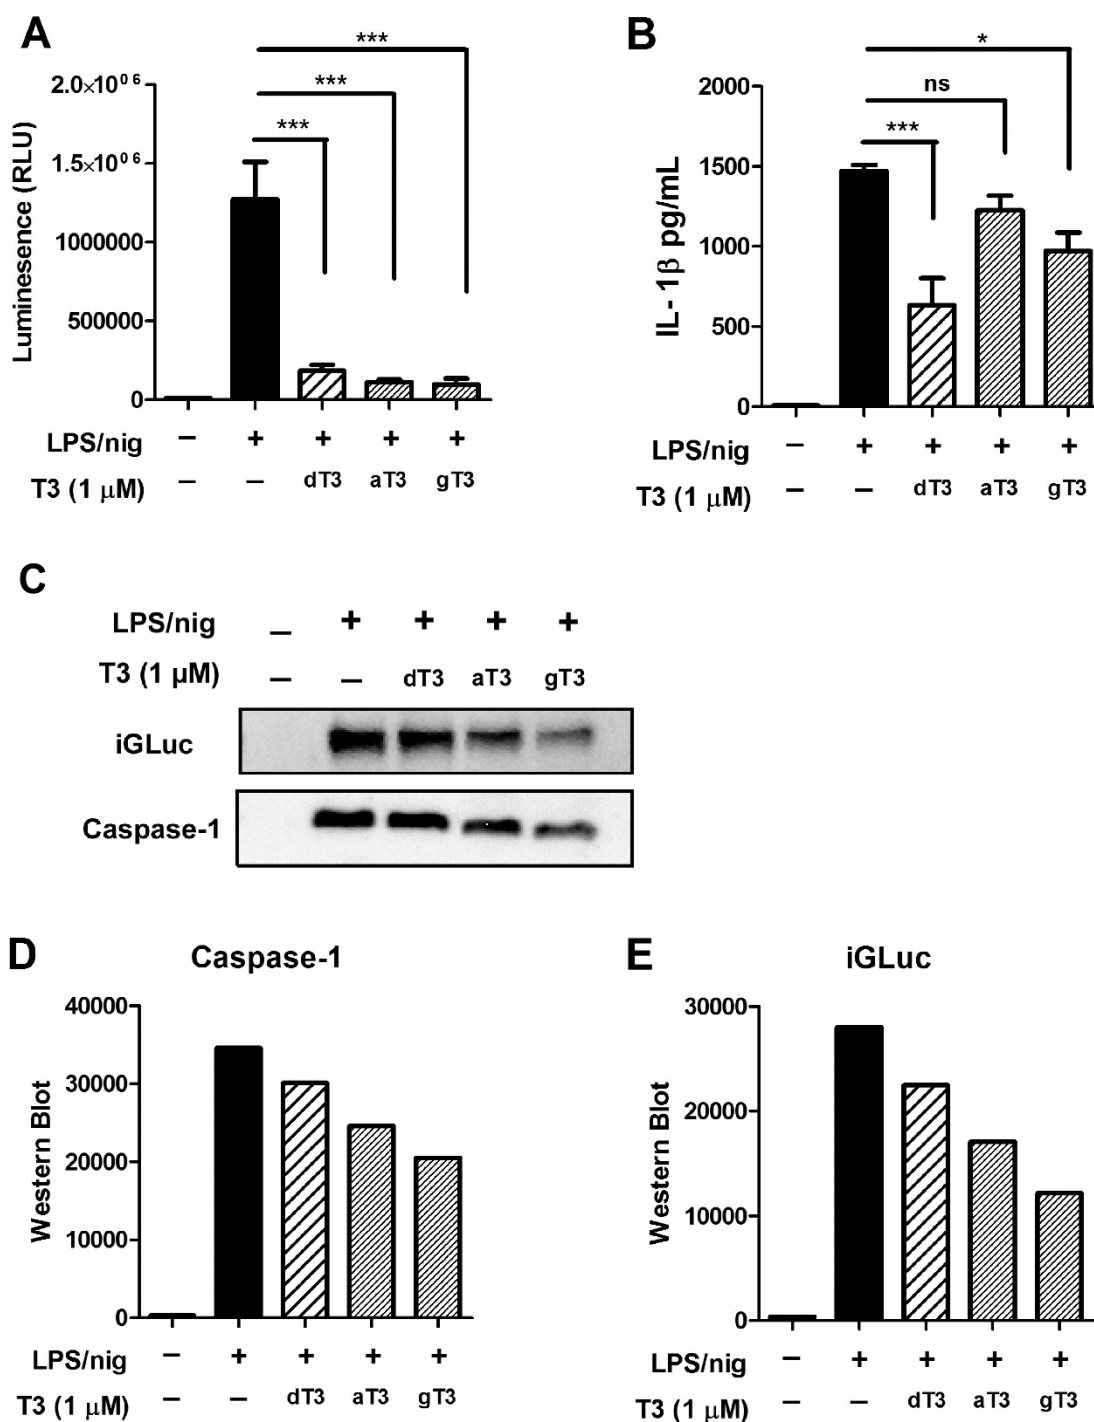 A
***
***
***
2.0×10⁰⁶
1.5×10⁰⁶
1000000
500000
0
Luminesence (RLU)
LPS/nig − + + + +
T3 (1 μM) − − dT3 aT3 gT3
B
*
ns
***
2000
1500
1000
500
0
IL- 1β pg/mL
LPS/nig − + + + +
T3 (1 μM) − − dT3 aT3 gT3
C
LPS/nig − + + + +
T3 (1 μM) − − dT3 aT3 gT3
iGLuc
Caspase-1
D
Caspase-1
40000
30000
20000
10000
0
Western Blot
LPS/nig − + + + +
T3 (1 μM) − − dT3 aT3 gT3
E
iGLuc
30000
20000
10000
0
Western Blot
LPS/nig − + + + +
T3 (1 μM) − − dT3 aT3 gT3